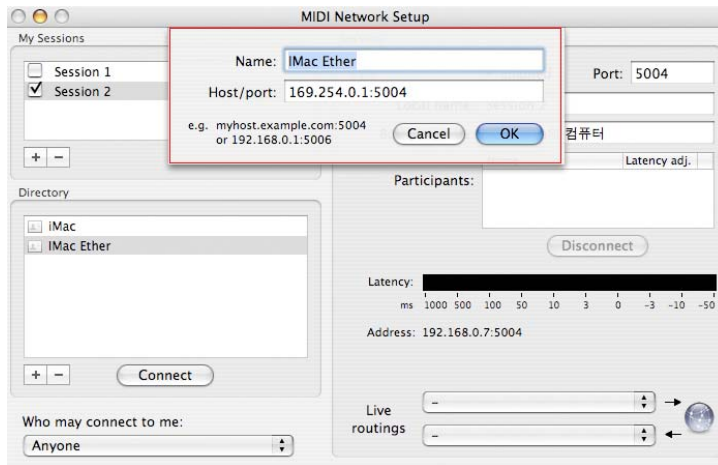 MIDI Network Setup
My Sessions
Session 1
Session 2
+ -
Directory
iMac
IMac Ether
+ -
Connect
Who may connect to me:
Anyone
Name: IMac Ether
Host/port: 169.254.0.1:5004
e.g. myhost.example.com:5004
or 192.168.0.1:5006
Cancel
OK
Port: 5004
컴퓨터
Participants:
Latency adj.
Disconnect
Latency:
ms 1000 500 100 50 10 3 0 -3 -10 -50
Address: 192.168.0.7:5004
Live
routings
-
-